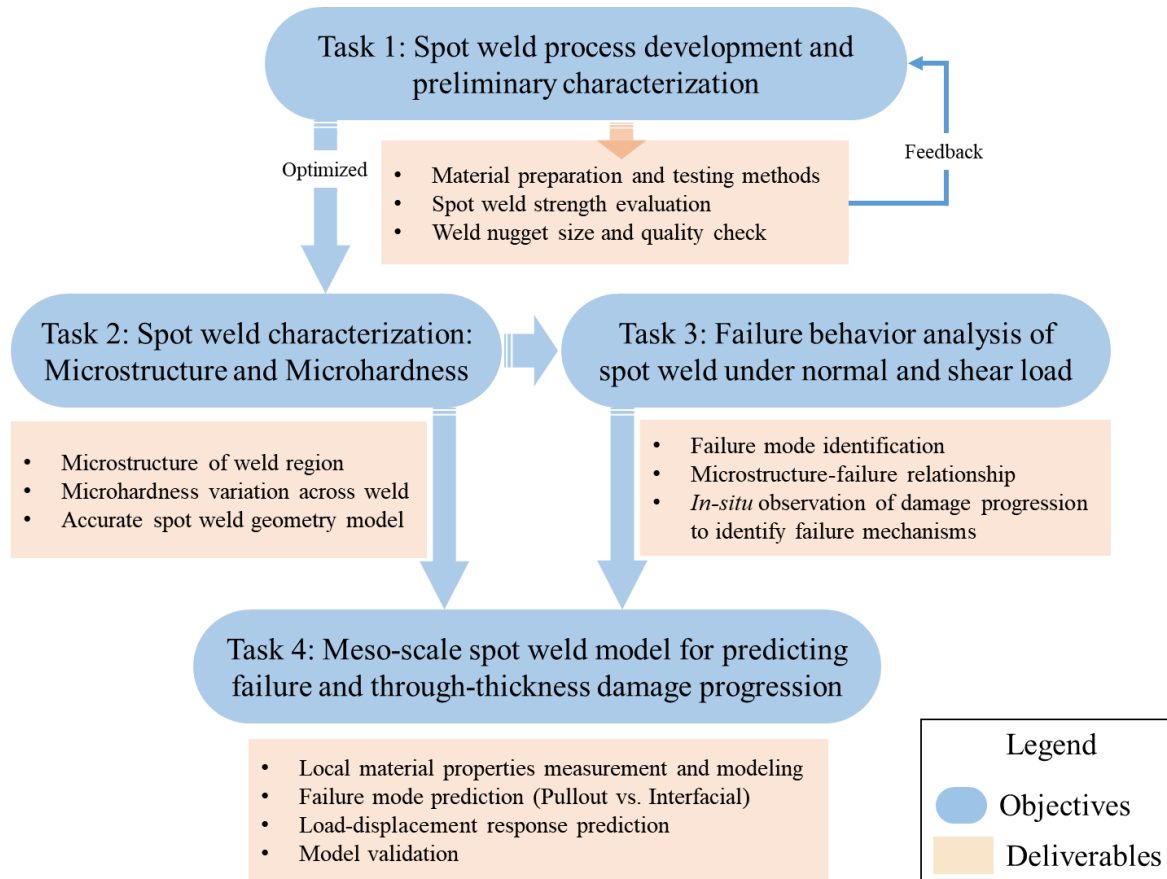 Task 1: Spot weld process development and
preliminary characterization
Optimized
Feedback
• Material preparation and testing methods
• Spot weld strength evaluation
• Weld nugget size and quality check
Task 2: Spot weld characterization:
Microstructure and Microhardness
Task 3: Failure behavior analysis of
spot weld under normal and shear load
• Microstructure of weld region
• Microhardness variation across weld
• Accurate spot weld geometry model
• Failure mode identification
• Microstructure-failure relationship
• In-situ observation of damage progression
to identify failure mechanisms
Task 4: Meso-scale spot weld model for predicting
failure and through-thickness damage progression
• Local material properties measurement and modeling
• Failure mode prediction (Pullout vs. Interfacial)
• Load-displacement response prediction
• Model validation
Legend
Objectives
Deliverables